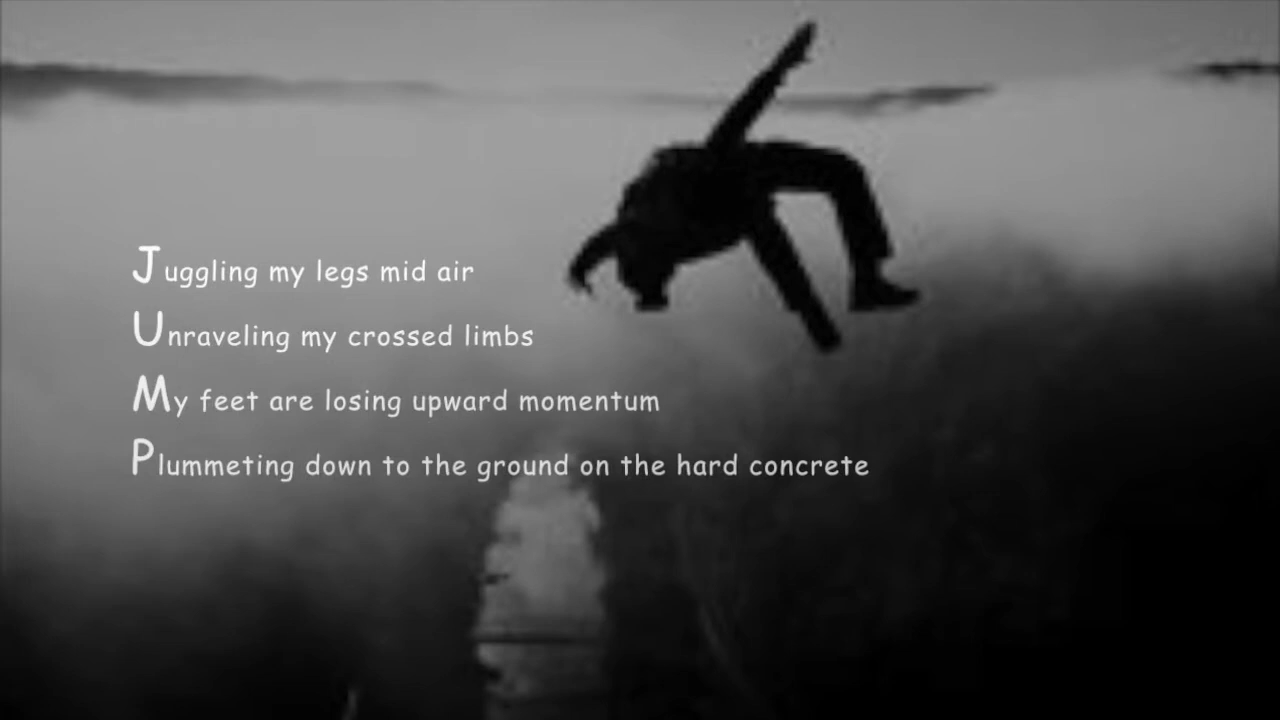 Juggling my legs mid air
Unraveling my crossed limbs
My feet are losing upward momentum
Plummeting down to the ground on the hard concrete